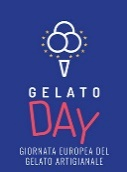 GELATO
DAY
GIORNATA EUROPEA DEL
GELATO ARTIGIANALE